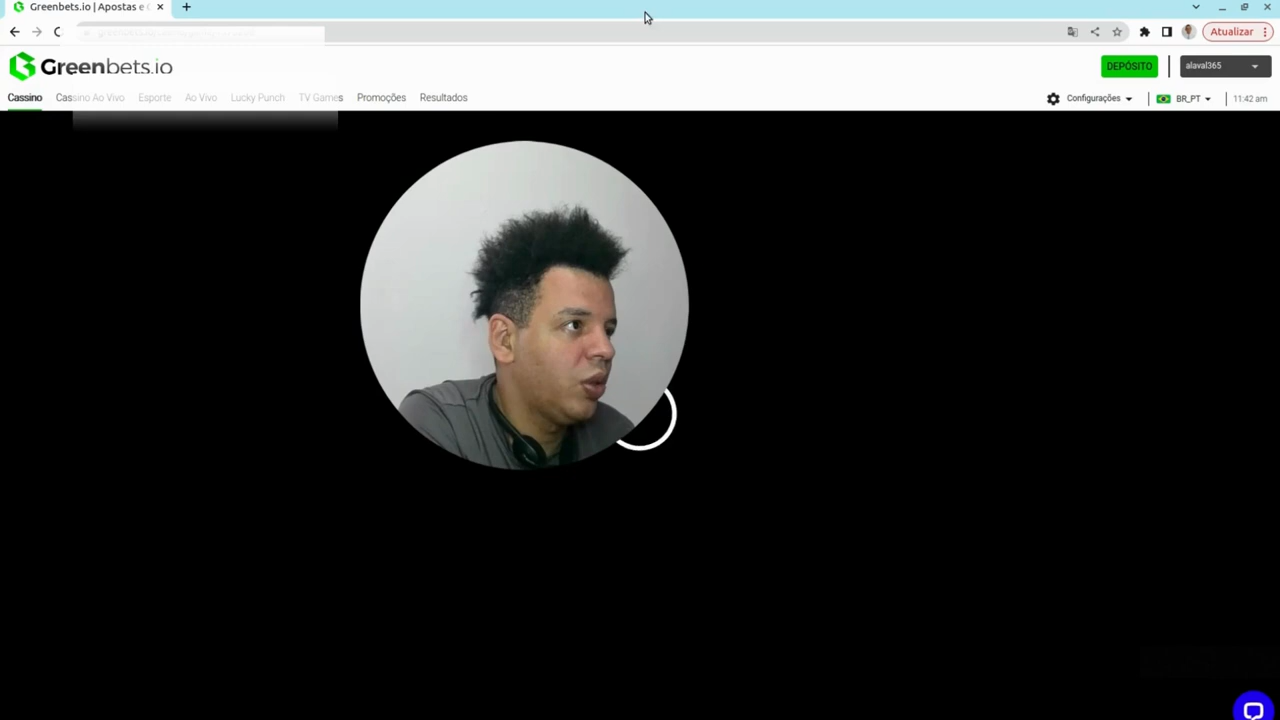 Greenbets.io | Apostas e
Atualizar
Greenbets.io
DEPÓSITO
alaval365
Cassino
Cassino Ao Vivo
Esporte
Ao Vivo
Lucky Punch
TV Games
Promoções
Resultados
Configurações
BR_PT
11:42 am